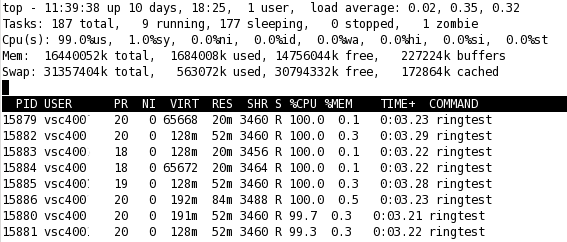 top - 11:39:38 up 10 days, 18:25, 1 user, load average: 0.02, 0.35, 0.32
Tasks: 187 total, 9 running, 177 sleeping, 0 stopped, 1 zombie
Cpu(s): 99.0%us, 1.0%sy, 0.0%ni, 0.0%id, 0.0%wa, 0.0%hi, 0.0%si, 0.0%st
Mem: 16440052k total, 1684008k used, 14756044k free, 227224k buffers
Swap: 31357404k total, 563072k used, 30794332k free, 172864k cached
PID USER PR NI VIRT RES SHR S %CPU %MEM TIME+ COMMAND
15879 vsc400 20 0 65668 20m 3460 R 100.0 0.1 0:03.23 ringtest
15882 vsc400 20 0 128m 52m 3460 R 100.0 0.3 0:03.29 ringtest
15883 vsc400 18 0 18m 20m 3456 R 100.0 0.1 0:03.22 ringtest
15884 vsc400 18 0 65672 20m 3464 R 100.0 0.1 0:03.22 ringtest
15885 vsc400 19 0 128m 52m 3460 R 100.0 0.3 0:03.28 ringtest
15886 vsc400 20 0 192m 84m 3488 R 100.0 0.5 0:03.23 ringtest
15880 vsc400 20 0 191m 52m 3460 R 99.7 0.3 0:03.21 ringtest
15881 vsc400 20 0 128m 52m 3460 R 99.3 0.3 0:03.22 ringtest